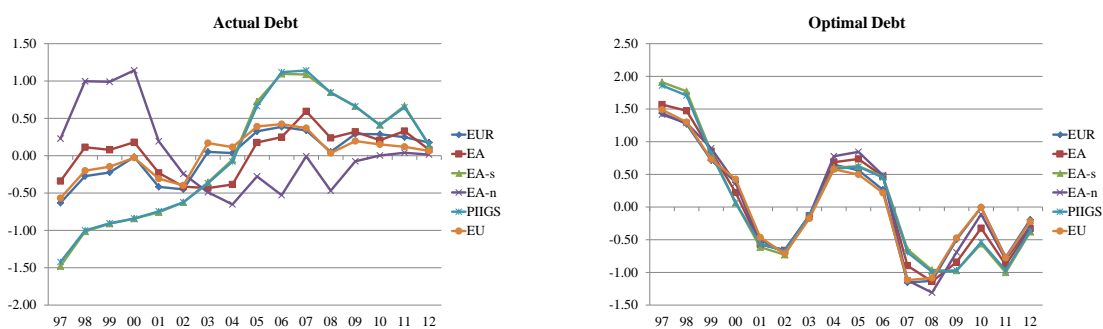 Actual Debt
1.50
1.00
0.50
0.00
-0.50
-1.00
-1.50
-2.00
97 98 99 00 01 02 03 04 05 06 07 08 09 10 11 12
EUR
EA
EA-s
EA-n
PIIGS
EU
Optimal Debt
2.50
2.00
1.50
1.00
0.50
0.00
-0.50
-1.00
-1.50
97 98 99 00 01 02 03 04 05 06 07 08 09 10 11 12
EUR
EA
EA-s
EA-n
PIIGS
EU